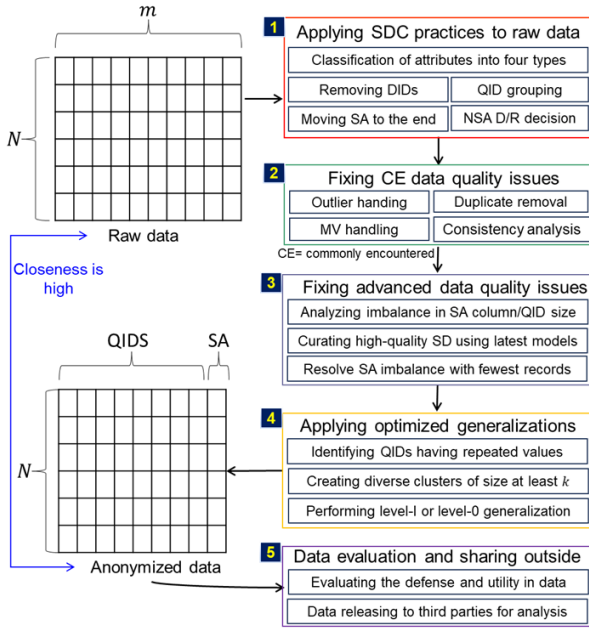 m
N
Raw data
Closeness is
high
1
Applying SDC practices to raw data
Classification of attributes into four types
Removing DIDs
QID grouping
Moving SA to the end
NSA D/R decision
2
Fixing CE data quality issues
Outlier handing
Duplicate removal
MV handling
Consistency analysis
CE= commonly encountered
3
Fixing advanced data quality issues
Analyzing imbalance in SA column/QID size
Curating high-quality SD using latest models
Resolve SA imbalance with fewest records
QIDS
SA
N
Anonymized data
4
Applying optimized generalizations
Identifying QIDs having repeated values
Creating diverse clusters of size at least k
Performing level-I or level-0 generalization
5
Data evaluation and sharing outside
Evaluating the defense and utility in data
Data releasing to third parties for analysis